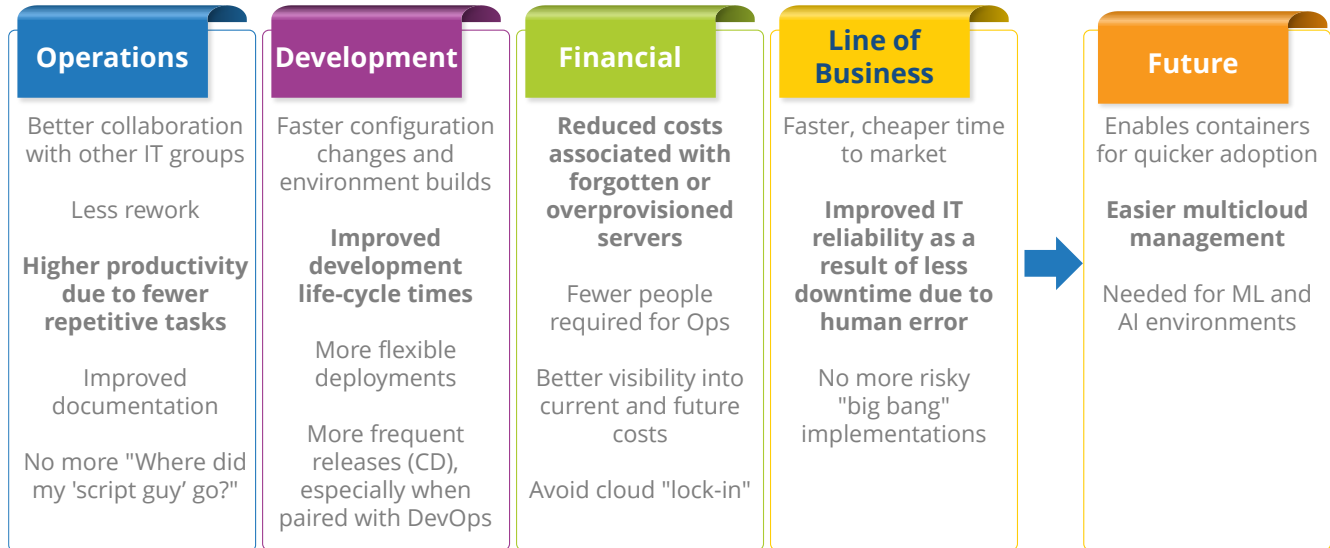 Operations
Better collaboration
with other IT groups
Less rework
Higher productivity
due to fewer
repetitive tasks
Improved
documentation
No more "Where did
my 'script guy’ go?"
Development
Faster configuration
changes and
environment builds
Improved
development
life-cycle times
More flexible
deployments
More frequent
releases (CD),
especially when
paired with DevOps
Financial
Reduced costs
associated with
forgotten or
overprovisioned
servers
Fewer people
required for Ops
Better visibility into
current and future
costs
Avoid cloud "lock-in"
Line of
Business
Faster, cheaper time
to market
Improved IT
reliability as a
result of less
downtime due to
human error
No more risky
"big bang"
implementations
Future
Enables containers
for quicker adoption
Easier multicloud
management
Needed for ML and
AI environments